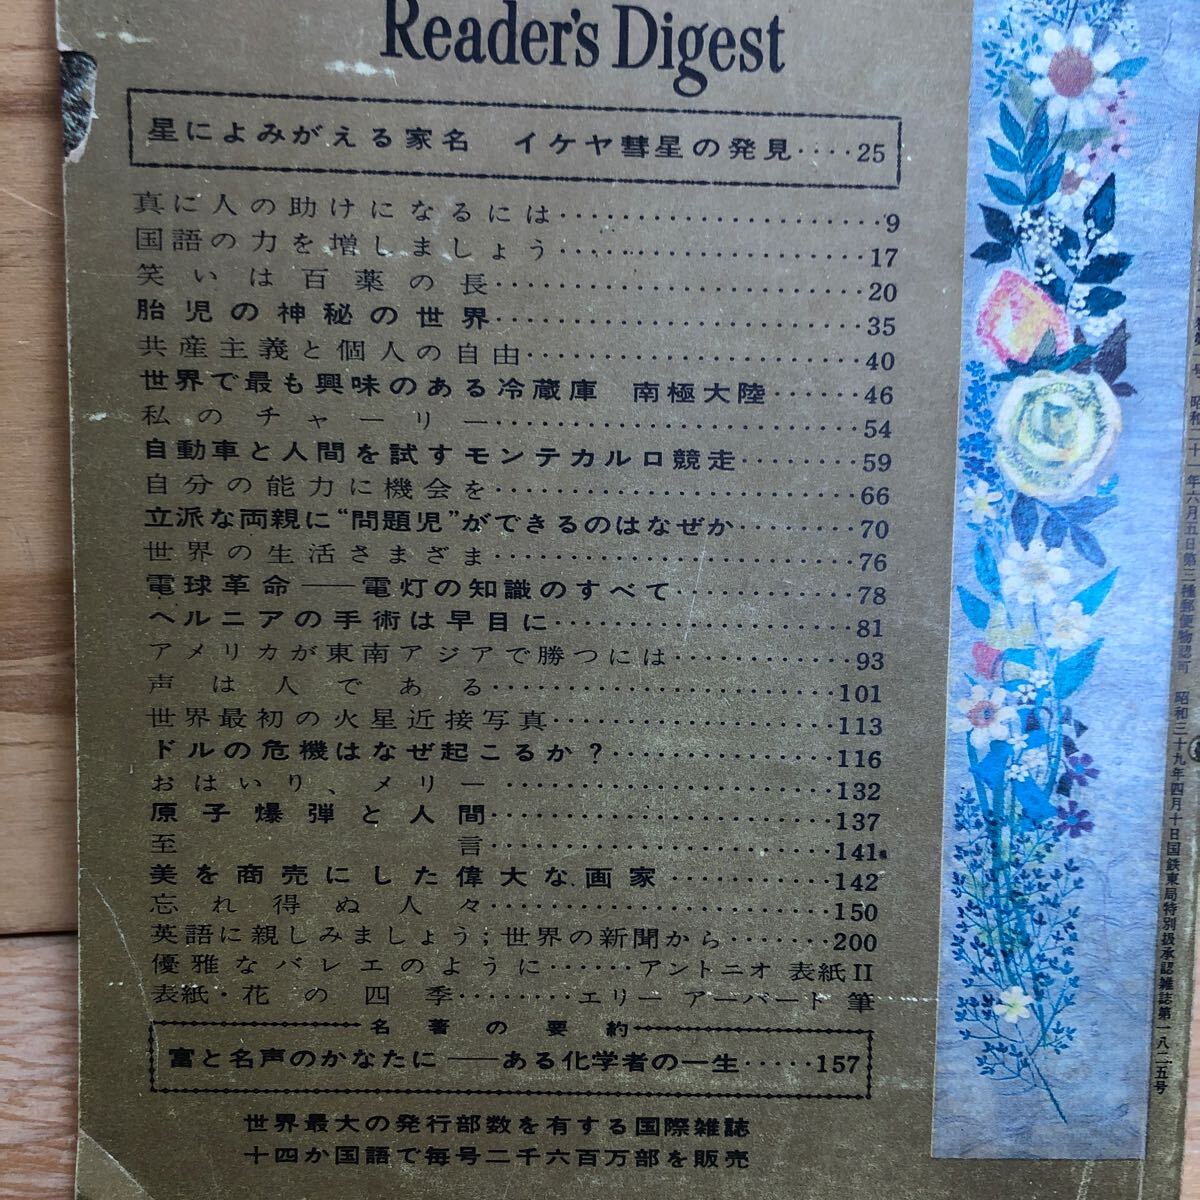 Reader's Digest
星によみがえる家名　イケヤ彗星の発見‥‥25
真に人の助けになるには‥‥‥‥‥‥9
国語の力を増しましょう‥‥‥‥‥‥17
笑いは百薬の長‥‥‥‥‥‥20
胎児の神秘の世界‥‥‥‥‥‥35
共産主義と個人の自由‥‥‥‥‥‥40
世界で最も興味のある冷蔵庫　南極大陸‥‥‥46
私のチャーリー‥‥‥‥‥‥54
自動車と人間を試すモンテカルロ競走‥‥‥‥59
自分の能力に機会を‥‥‥‥‥‥66
立派な両親に“問題児”ができるのはなぜか‥‥‥‥70
世界の生活さまざま‥‥‥‥‥‥76
電球革命――電灯の知識のすべて‥‥‥‥‥78
ヘルニアの手術は早目に‥‥‥‥‥‥81
アメリカが東南アジアで勝つには‥‥‥‥‥93
声は人である‥‥‥‥‥‥101
世界最初の火星近接写真‥‥‥‥‥‥113
ドルの危機はなぜ起こるか？‥‥‥‥‥‥116
おはいり、メリー‥‥‥‥‥‥132
原子爆弾と人間‥‥‥‥‥‥137
至言‥‥‥‥‥‥141
美を商売にした偉大な画家‥‥‥‥‥142
忘れ得ぬ人々‥‥‥‥‥‥150
英語に親しみましょう；世界の新聞から‥‥‥200
優雅なバレエのように‥‥‥アントニオ 表紙II
表紙・花の四季‥‥‥‥エリー アーバート 筆
名著の要約
富と名声のかなたに――ある化学者の一生‥‥‥157
世界最大の発行部数を有する国際雑誌
十四か国語で毎号二千六百万部を販売
昭和二十一年六月五日第三種郵便物認可　昭和三十九年四月十日国鉄東局特別扱承認雑誌第一八二五号